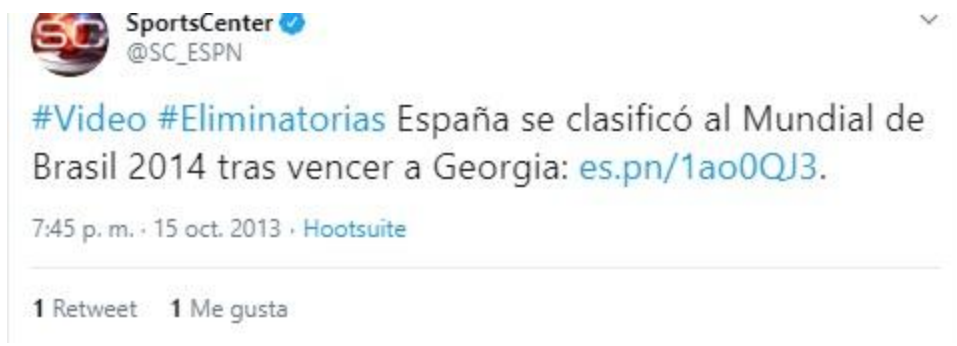 SC
SportsCenter
@SC_ESPN
#Video #Eliminatorias España se clasificó al Mundial de
Brasil 2014 tras vencer a Georgia: es.pn/1ao0QJ3.
7:45 p. m. · 15 oct. 2013 · Hootsuite
1 Retweet 1 Me gusta